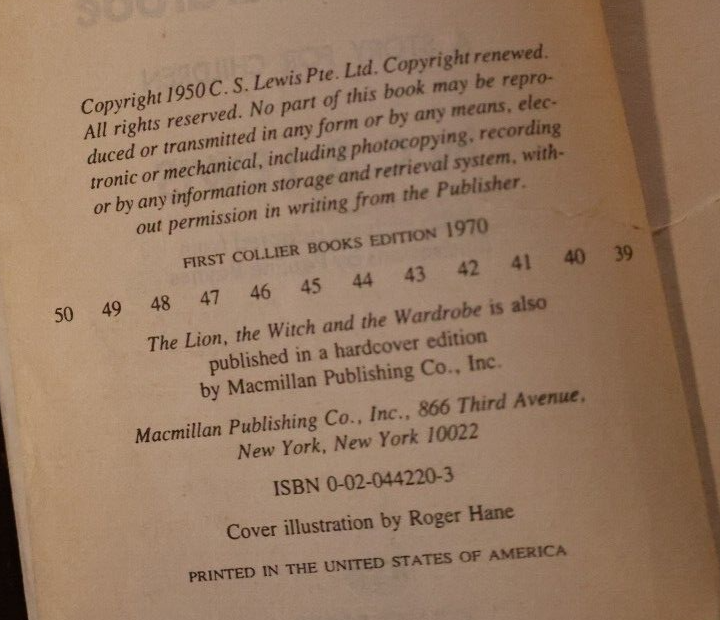 Copyright 1950 C. S. Lewis Pte. Ltd. Copyright renewed.
All rights reserved. No part of this book may be repro-
duced or transmitted in any form or by any means, elec-
tronic or mechanical, including photocopying, recording
or by any information storage and retrieval system, with-
out permission in writing from the Publisher.
FIRST COLLIER BOOKS EDITION 1970
50 49 48 47 46 45 44 43 42 41 40 39
The Lion, the Witch and the Wardrobe is also
published in a hardcover edition
by Macmillan Publishing Co., Inc.
Macmillan Publishing Co., Inc., 866 Third Avenue,
New York, New York 10022
ISBN 0-02-044220-3
Cover illustration by Roger Hane
PRINTED IN THE UNITED STATES OF AMERICA